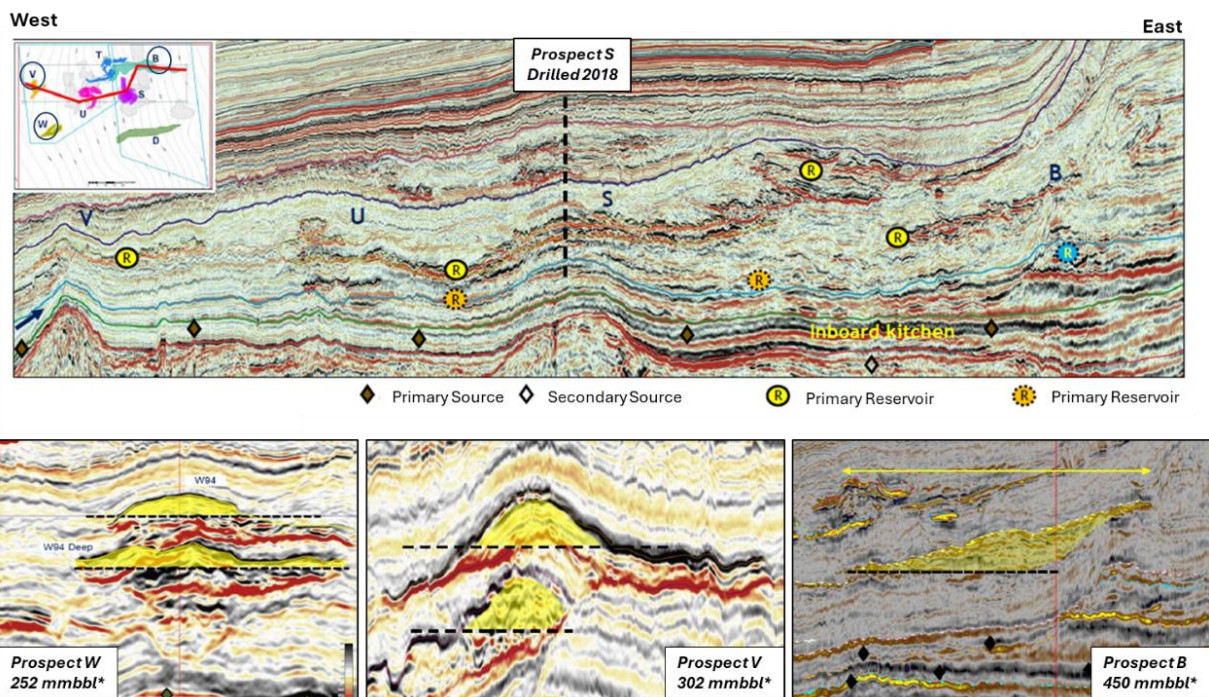 West
East
Prospect S
Drilled 2018
T
B
V
S
U
W
D
V
U
S
B
R
R
R
R
R
R
R
Inboard kitchen
Primary Source
Secondary Source
R
Primary Reservoir
R
Primary Reservoir
W94
W94 Deep
Prospect W
252 mmbbl*
Prospect V
302 mmbbl*
Prospect B
450 mmbbl*